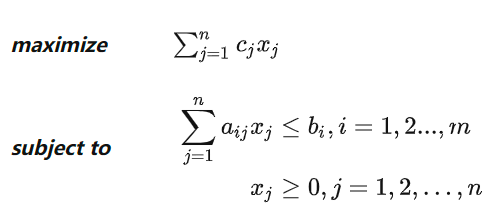 maximize ∑_{j=1}^{n} c_j x_j
subject to ∑_{j=1}^{n} a_{ij} x_j ≤ b_i, i = 1, 2..., m
x_j ≥ 0, j = 1, 2, . . . , n